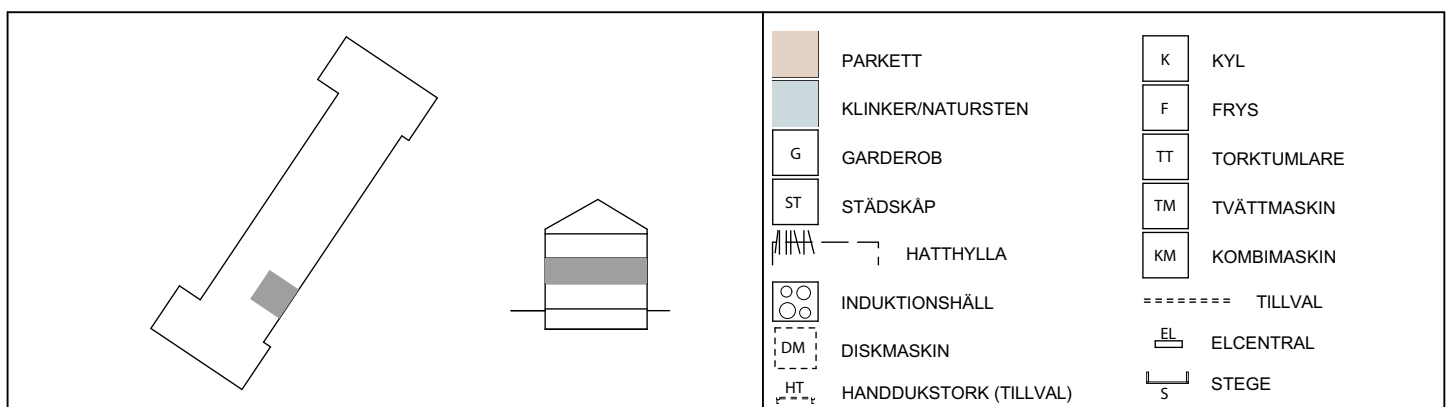 PARKETT
KLINKER/NATURSTEN
G GARDEROB
ST STÄDSKÅP
HATTHYLLA
INDUKTIONSHÄLL
DM DISKMASKIN
HT HANDDUKSTORK (TILLVAL)
K KYL
F FRYS
TT TORKTUMLARE
TM TVÄTTMASKIN
KM KOMBIMASKIN
TILLVAL
EL ELCENTRAL
S STEGE